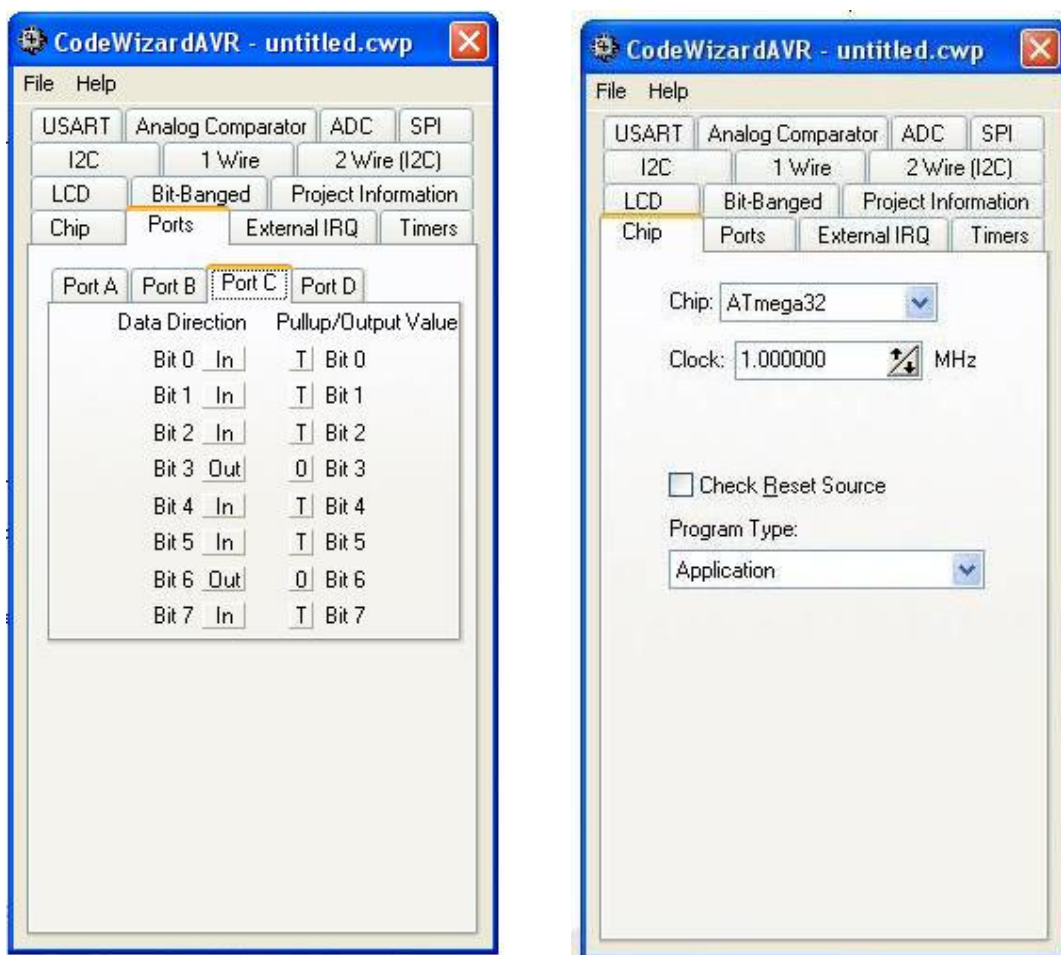 CodeWizardAVR - untitled.cwp
File Help
USART Analog Comparator ADC SPI
I2C 1 Wire 2 Wire (I2C)
LCD Bit-Banged Project Information
Chip Ports External IRQ Timers
Port A Port B Port C Port D
Data Direction Pullup/Output Value
Bit 0 In T Bit 0
Bit 1 In T Bit 1
Bit 2 In T Bit 2
Bit 3 Out 0 Bit 3
Bit 4 In T Bit 4
Bit 5 In T Bit 5
Bit 6 Out 0 Bit 6
Bit 7 In T Bit 7
CodeWizardAVR - untitled.cwp
File Help
USART Analog Comparator ADC SPI
I2C 1 Wire 2 Wire (I2C)
LCD Bit-Banged Project Information
Chip Ports External IRQ Timers
Chip: ATmega32
Clock: 1.000000 MHz
Check Reset Source
Program Type:
Application